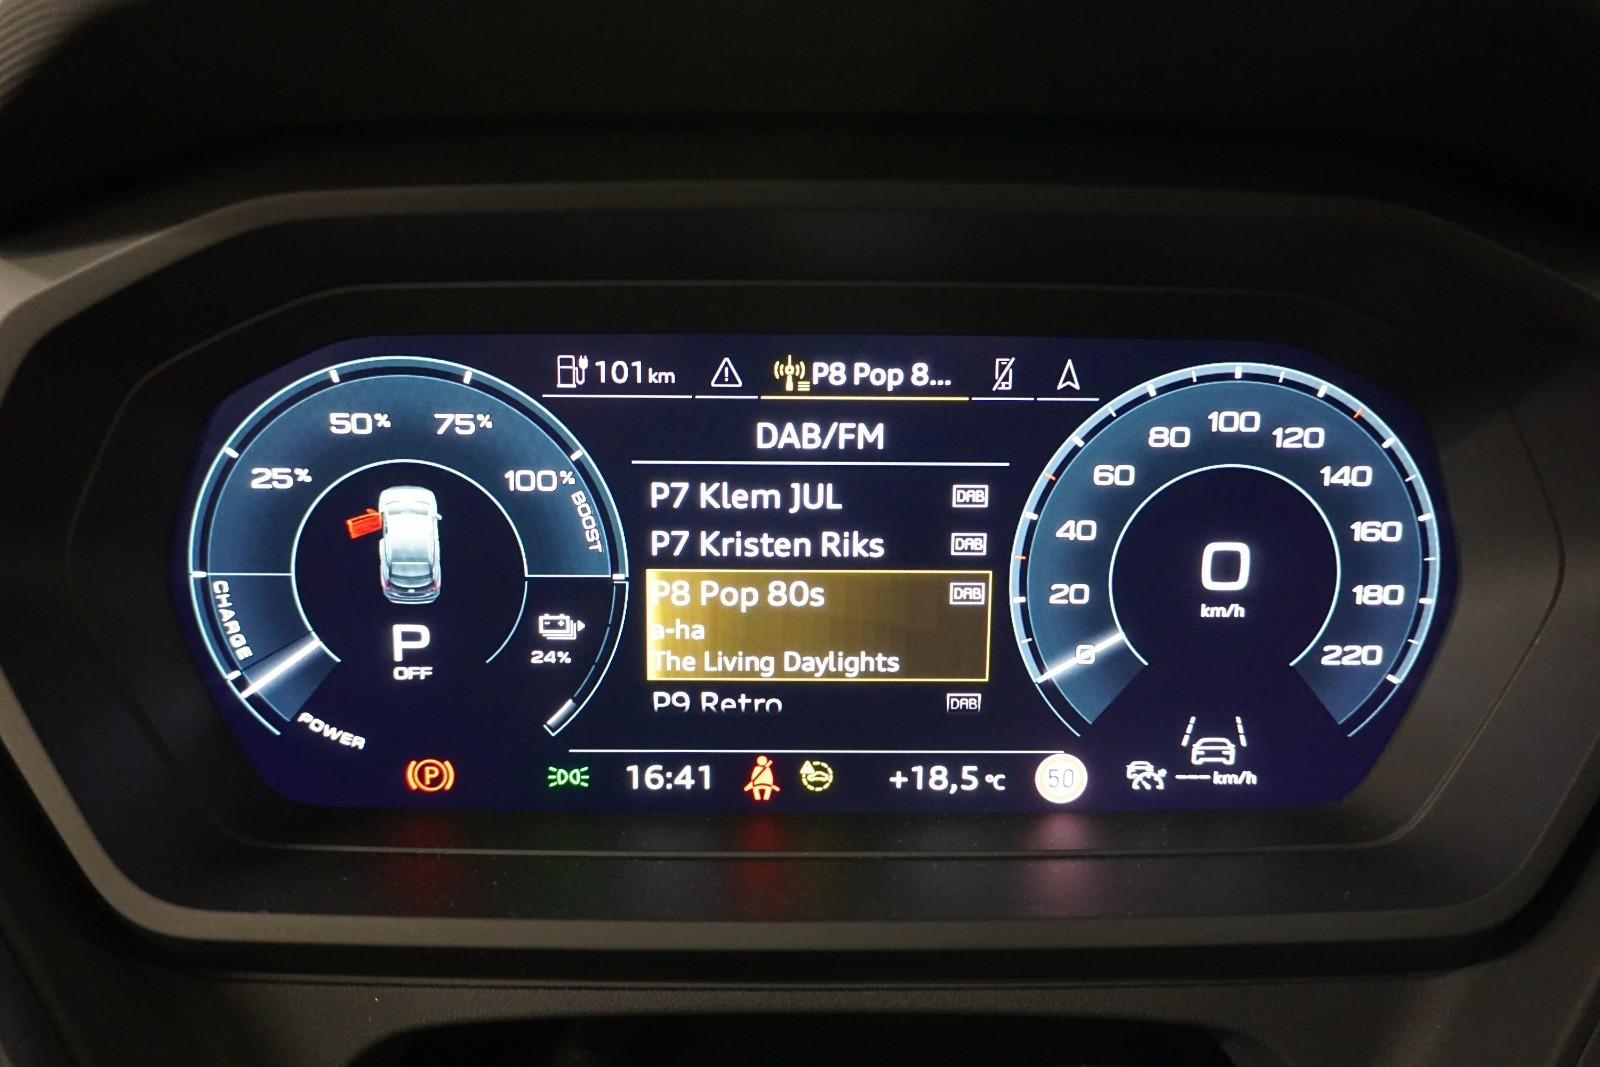 101 km
P8 Pop 8...
DAB/FM
P7 Klem JUL DAB
P7 Kristen Riks DAB
P8 Pop 80s DAB
a-ha
The Living Daylights
P9 Retro DAB
25% 50% 75% 100%
BOOST
CHARGE
POWER
P
OFF
24%
0 20 40 60 80 100 120 140 160 180 220
0
km/h
P
16:41
+18,5 °C
50
--- km/h